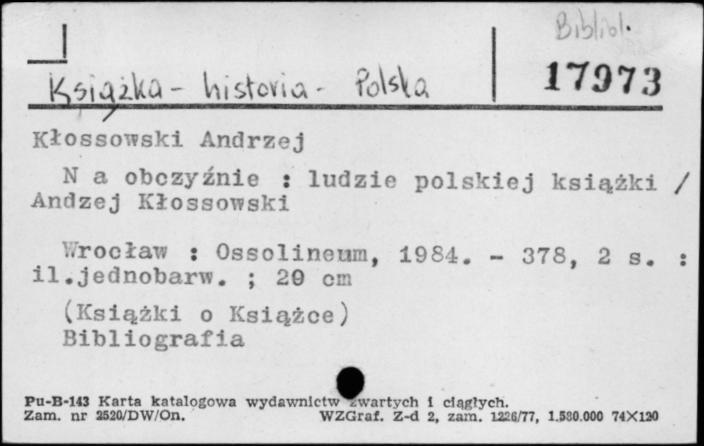 Bibliol.
17973
Książka - historia - Polska
Kłossowski Andrzej
N a obczyźnie : ludzie polskiej książki /
Andzej Kłossowski
Wrocław : Ossolineum, 1984. - 378, 2 s. :
il.jednobarw. ; 20 cm
(Książki o Książce)
Bibliografia
Pu-B-143 Karta katalogowa wydawnictw zwartych i ciągłych.
Zam. nr 2520/DW/On. WZGraf. Z-d 2, zam. 1226/77, 1.580.000 74X120